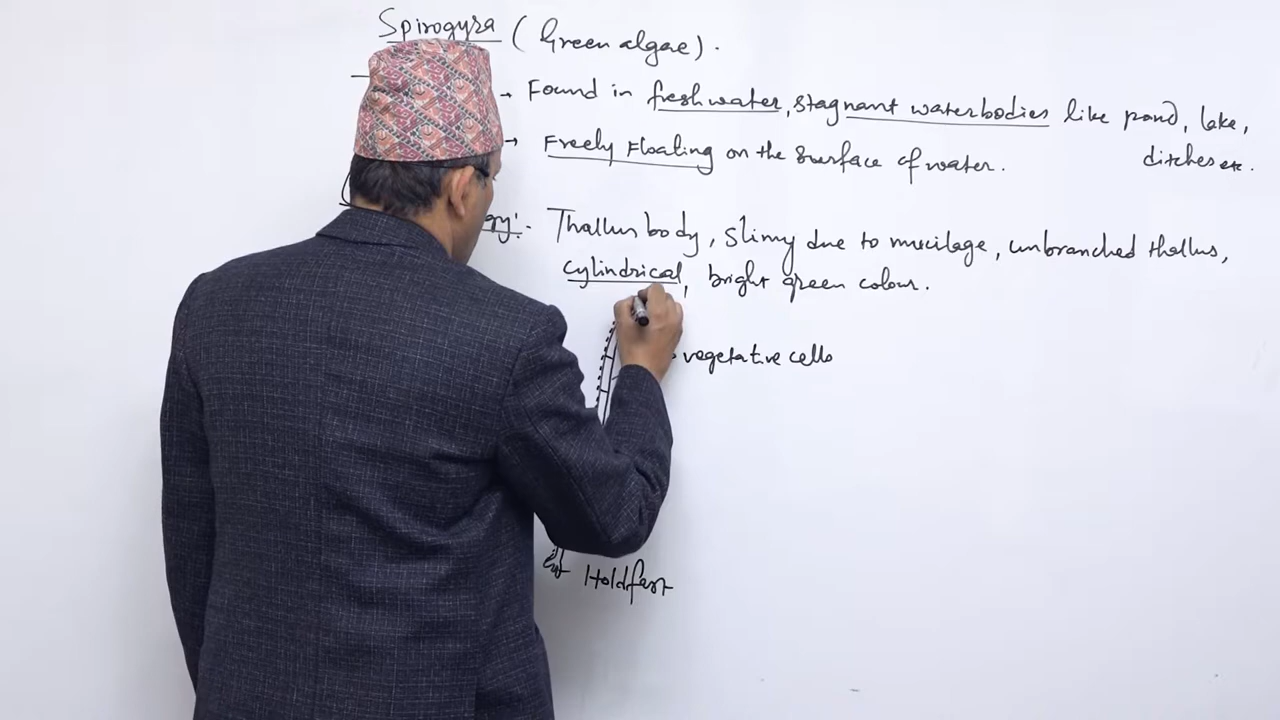 Spirogyra (Green algae).
→ Found in freshwater, stagnant waterbodies like pond, lake,
ditches etc.
→ Freely Floating on the surface of water.
gy:- Thallus body, slimy due to mucilage, unbranched thallus,
cylindrical, bright green colour.
vegetative cells
Holdfast